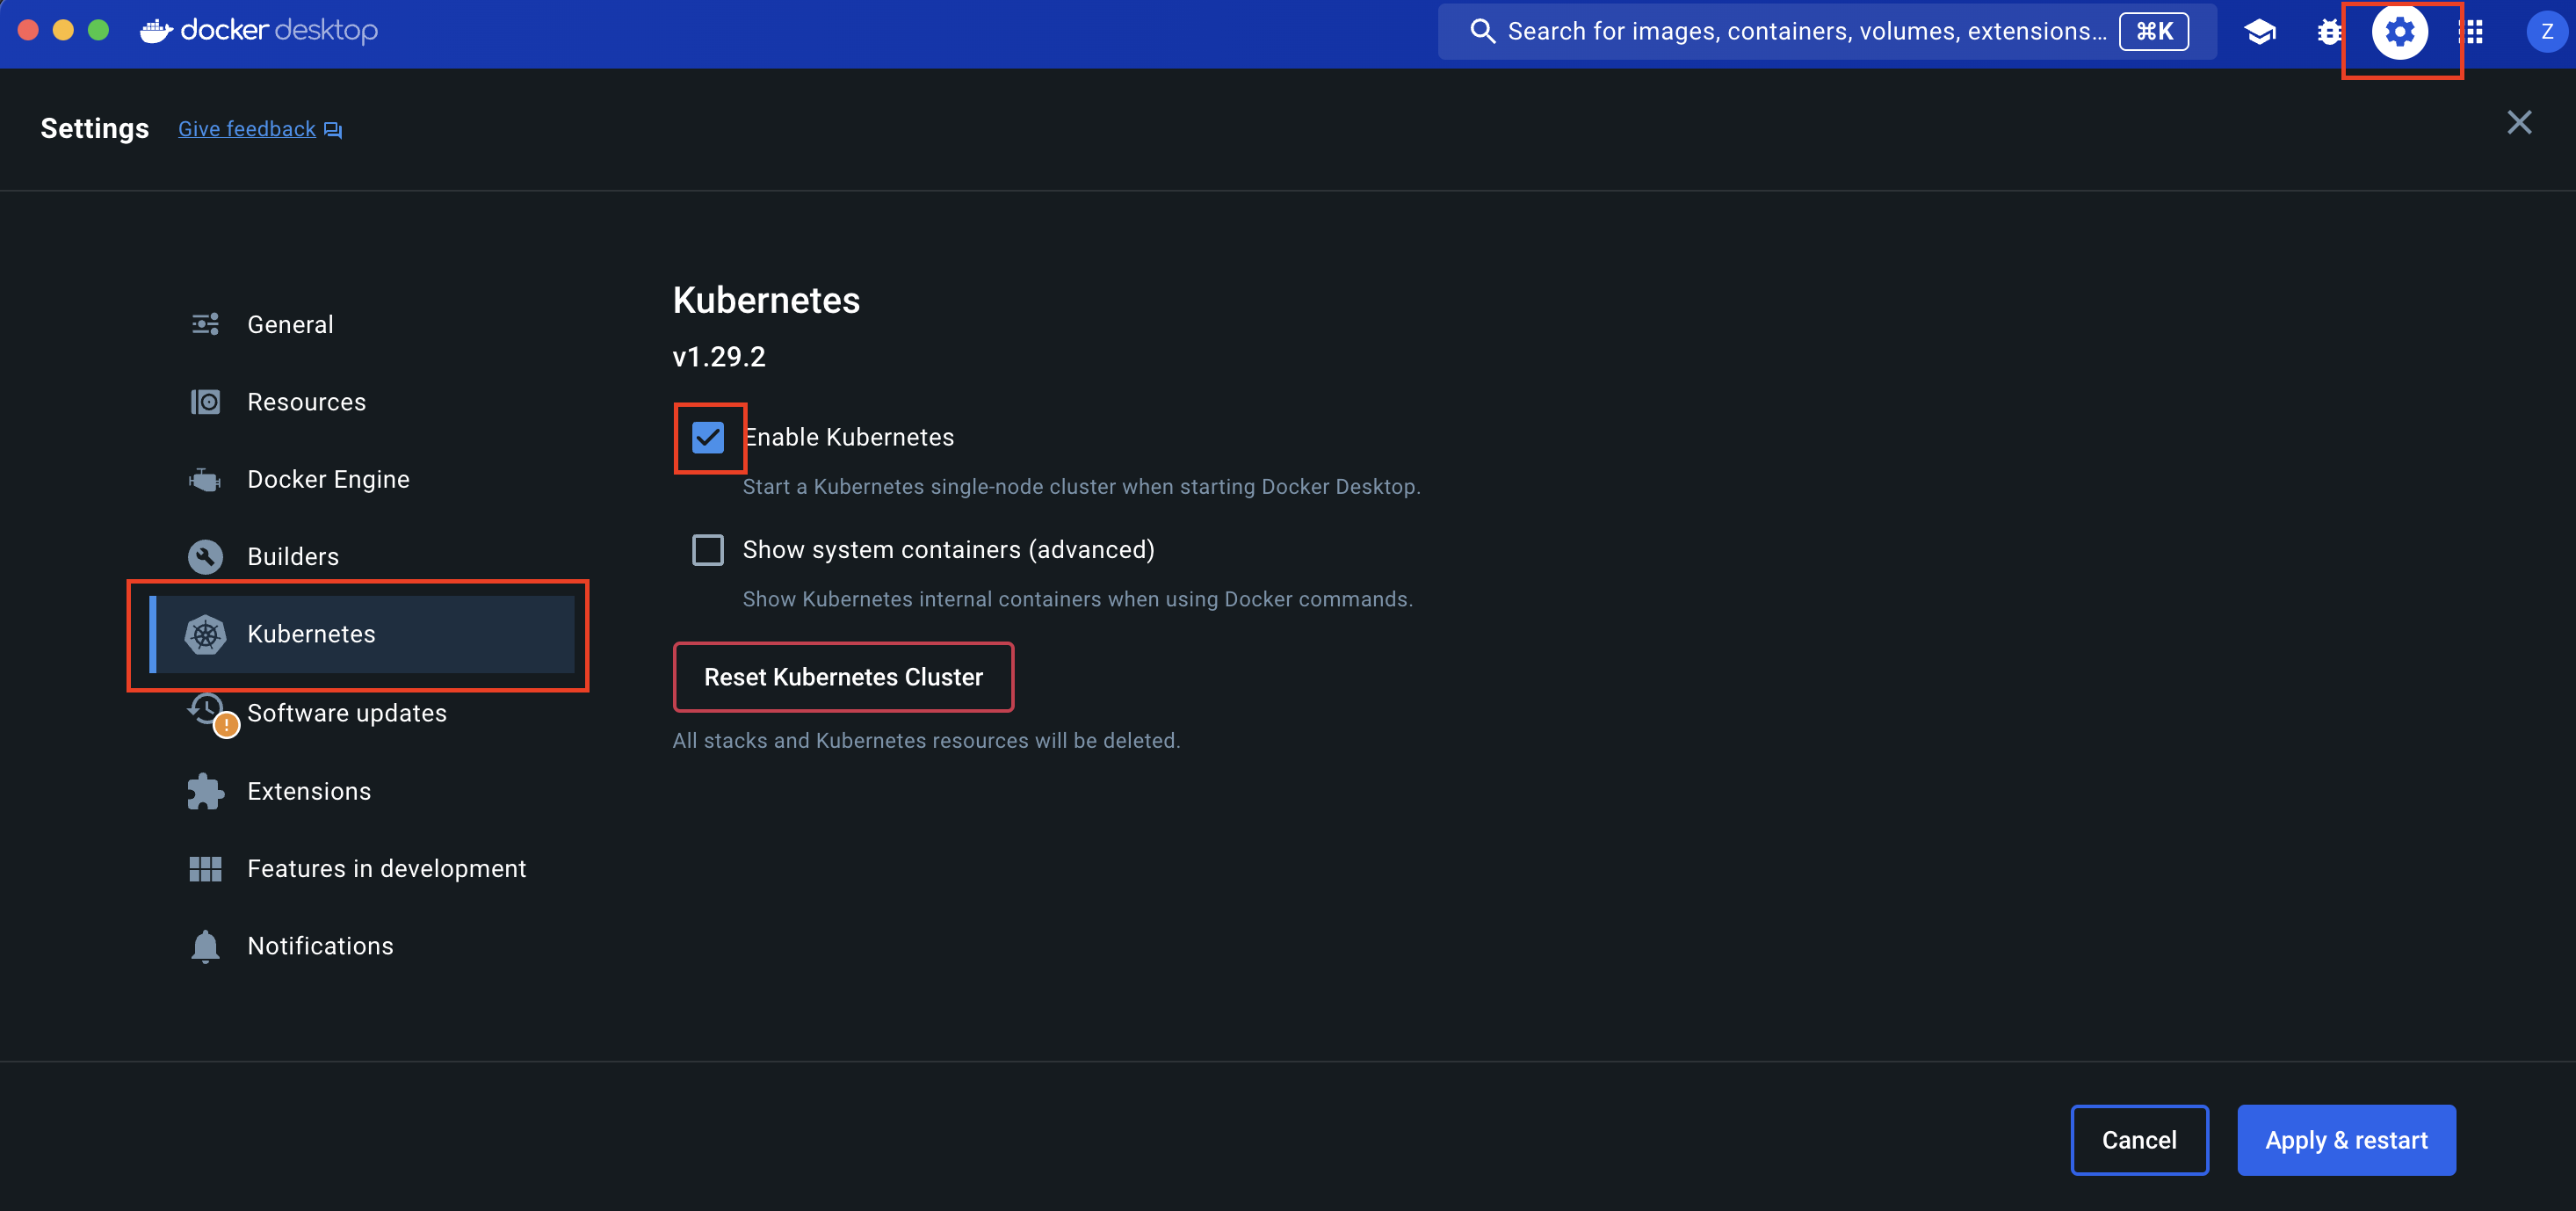 docker desktop
Search for images, containers, volumes, extensions... ⌘K
Z
Settings Give feedback
General
Resources
Docker Engine
Builders
Kubernetes
! Software updates
Extensions
Features in development
Notifications
Kubernetes
v1.29.2
Enable Kubernetes
Start a Kubernetes single-node cluster when starting Docker Desktop.
Show system containers (advanced)
Show Kubernetes internal containers when using Docker commands.
Reset Kubernetes Cluster
All stacks and Kubernetes resources will be deleted.
Cancel Apply & restart